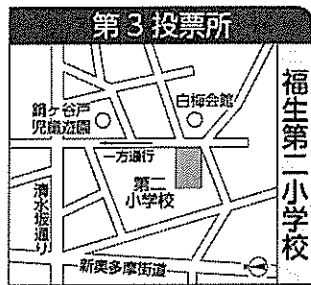 第3投票所
福生第二小学校
鍋ヶ谷戸
児童遊園
白梅会館
一方通行
第二
小学校
清水坂通り
新奥多摩街道